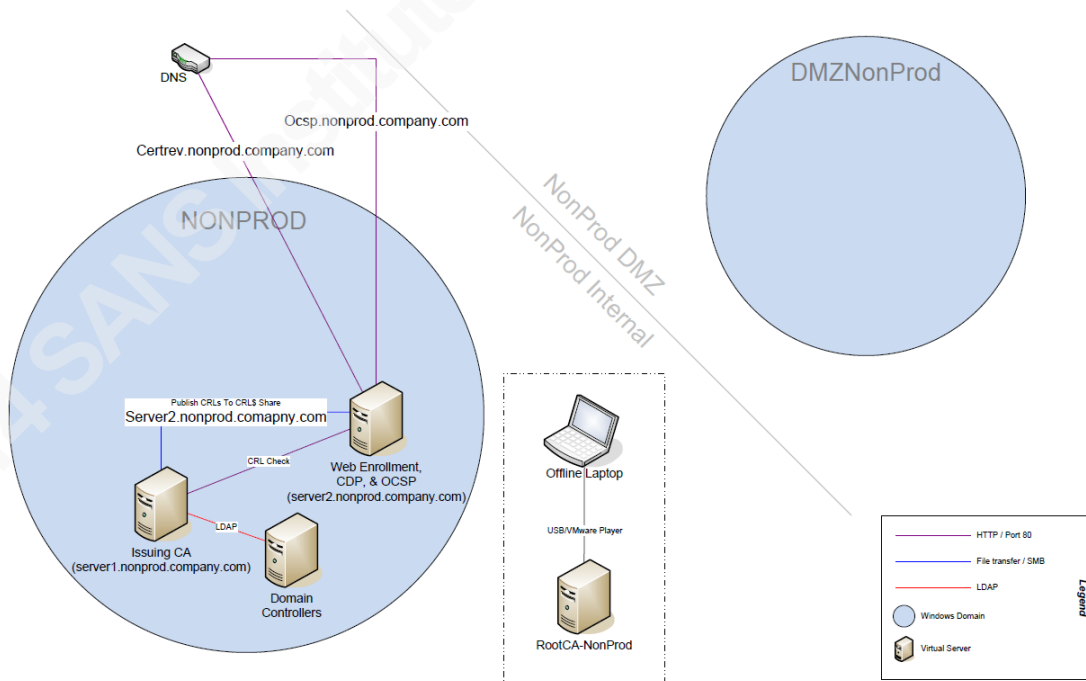 DNS
Ocsp.nonprod.company.com
Certrev.nonprod.company.com
NONPROD
DMZNonProd
NonProd DMZ
NonProd Internal
Publish CRLs To CRL$ Share
Server2.nonprod.comapny.com
CRL Check
Web Enrollment,
CDP, & OCSP
(server2.nonprod.company.com)
LDAP
Issuing CA
(server1.nonprod.company.com)
Domain
Controllers
Offline Laptop
USB/VMware Player
RootCA-NonProd
HTTP / Port 80
File transfer / SMB
LDAP
Windows Domain
Virtual Server
Legend
4 SANS Institute